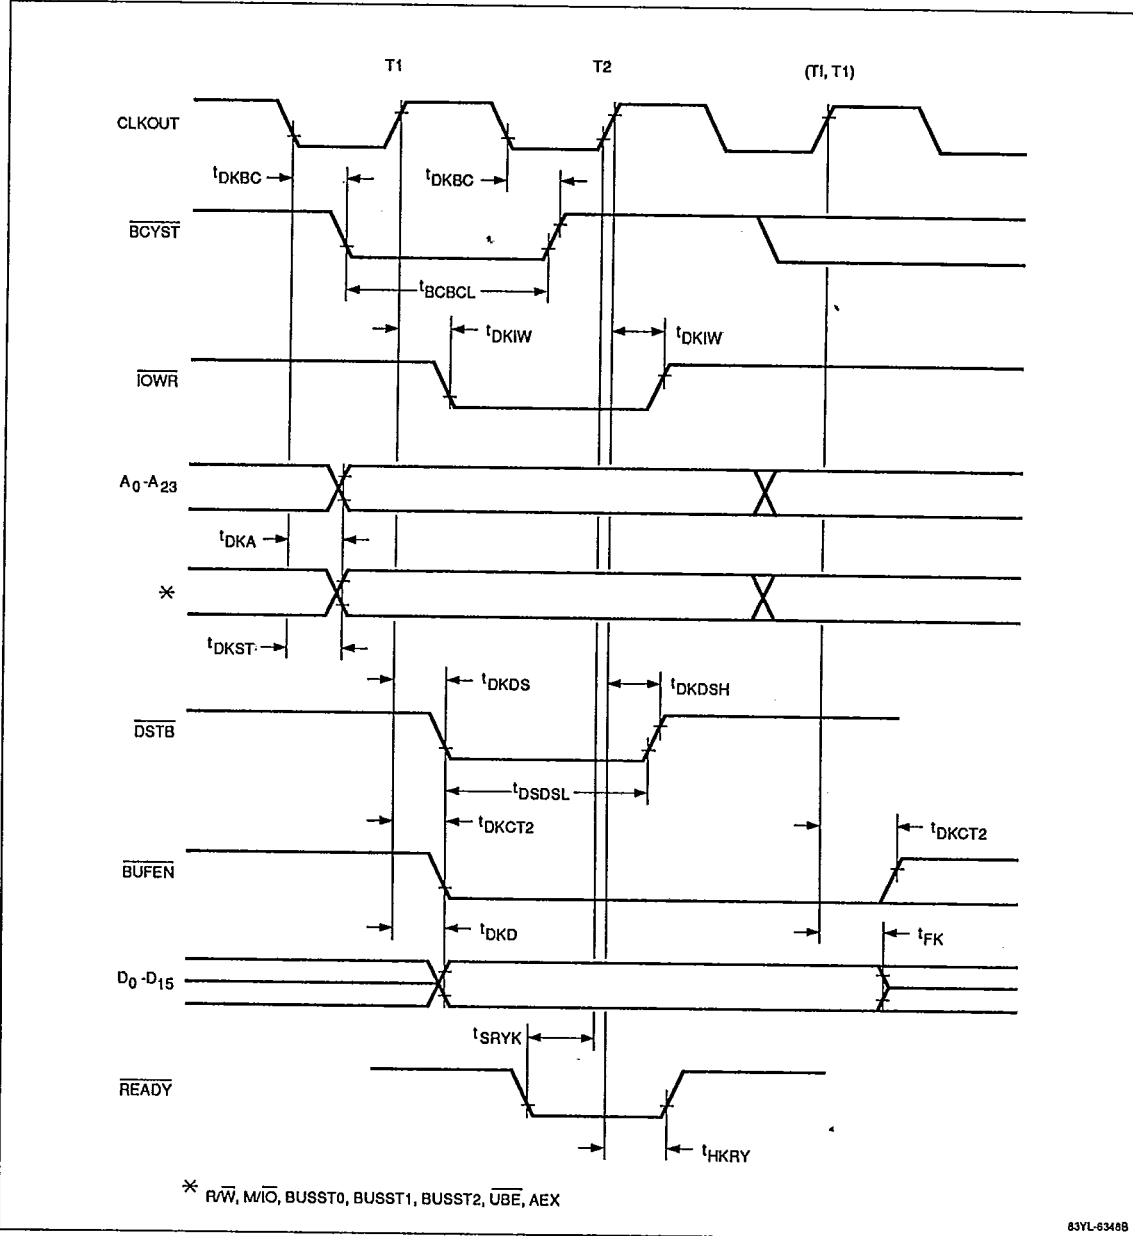 T1 T2 (TI, T1)
CLKOUT
tDKBC tDKBC
BCYST
tBCBCL
tDKIW tDKIW
IOWR
A0-A23
tDKA
*
tDKST
tDKDS tDKDSH
DSTB
tDSDSL
tDKCT2 tDKCT2
BUFEN
tDKD tFK
D0-D15
tSRYK
READY
tHKRY
* R/W, M/IO, BUSST0, BUSST1, BUSST2, UBE, AEX
83YL-6348B